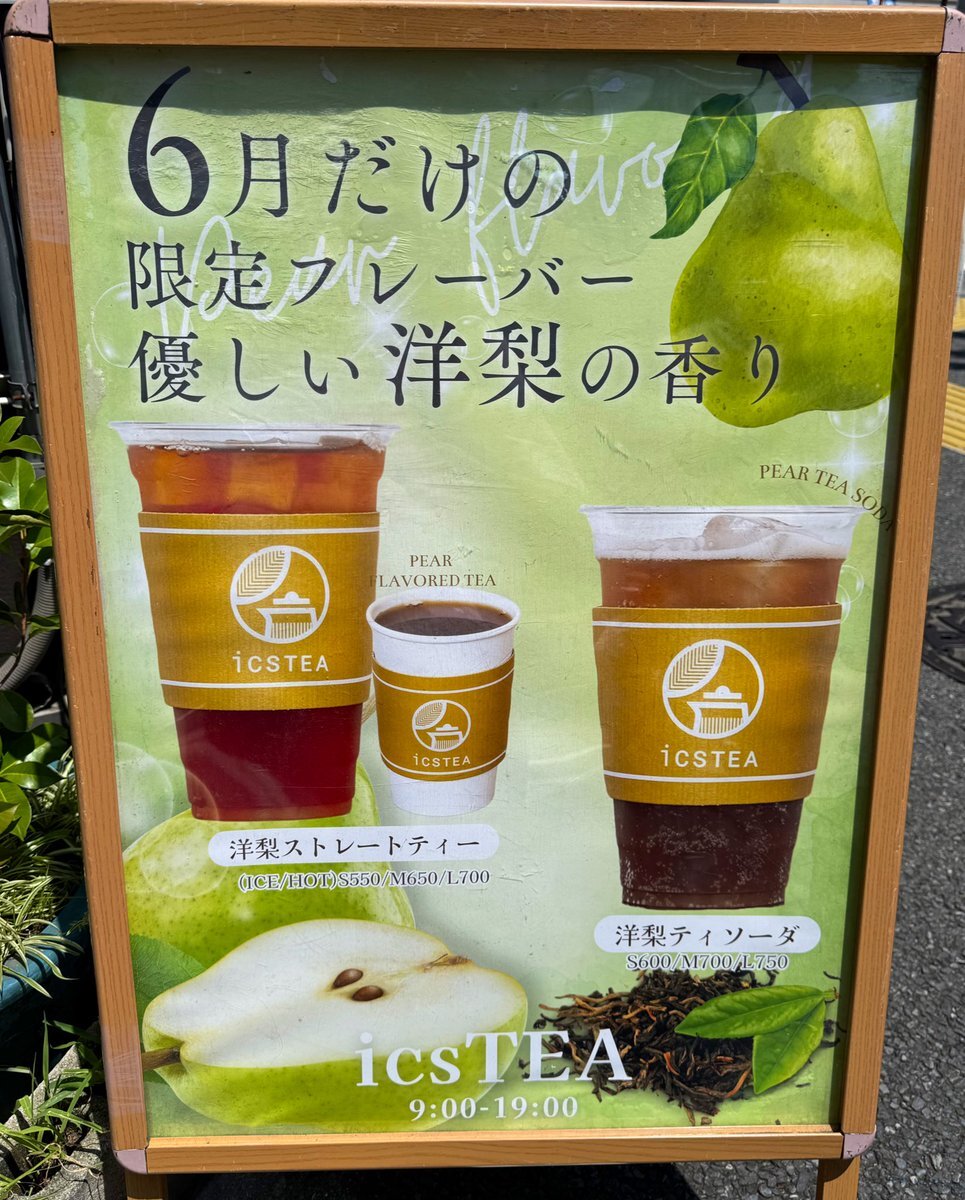 6月だけの
Pear flavo
限定フレーバー
優しい洋梨の香り
PEAR TEA SODA
PEAR
FLAVORED TEA
icsTEA
icsTEA
icsTEA
洋梨ストレートティー
(ICE/HOT)S550/M650/L700
洋梨ティソーダ
S600/M700/L750
icsTEA
9:00-19:00